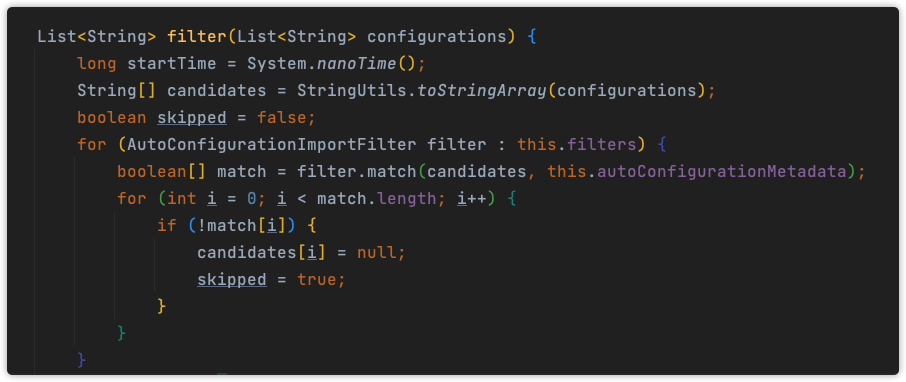 List<String> filter(List<String> configurations) {
long startTime = System.nanoTime();
String[] candidates = StringUtils.toStringArray(configurations);
boolean skipped = false;
for (AutoConfigurationImportFilter filter : this.filters) {
boolean[] match = filter.match(candidates, this.autoConfigurationMetadata);
for (int i = 0; i < match.length; i++) {
if (!match[i]) {
candidates[i] = null;
skipped = true;
}
}
}